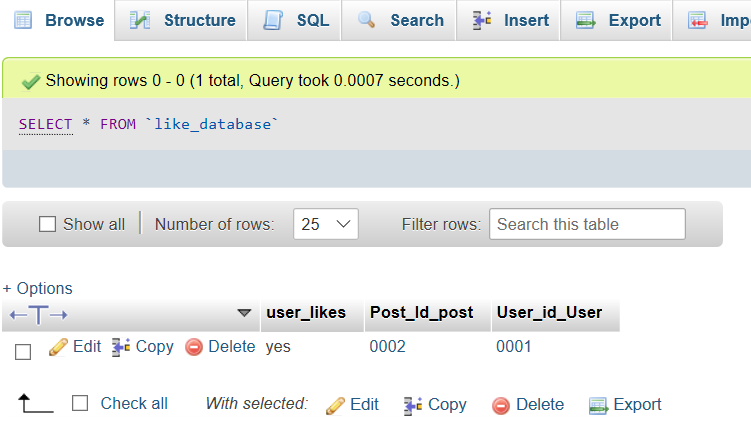 Browse Structure SQL Search Insert Export Impo
Showing rows 0 - 0 (1 total, Query took 0.0007 seconds.)
SELECT * FROM `like_database`
Show all Number of rows: 25 Filter rows: Search this table
+ Options
user_likes Post_Id_post User_id_User
Edit Copy Delete yes 0002 0001
Check all With selected: Edit Copy Delete Export